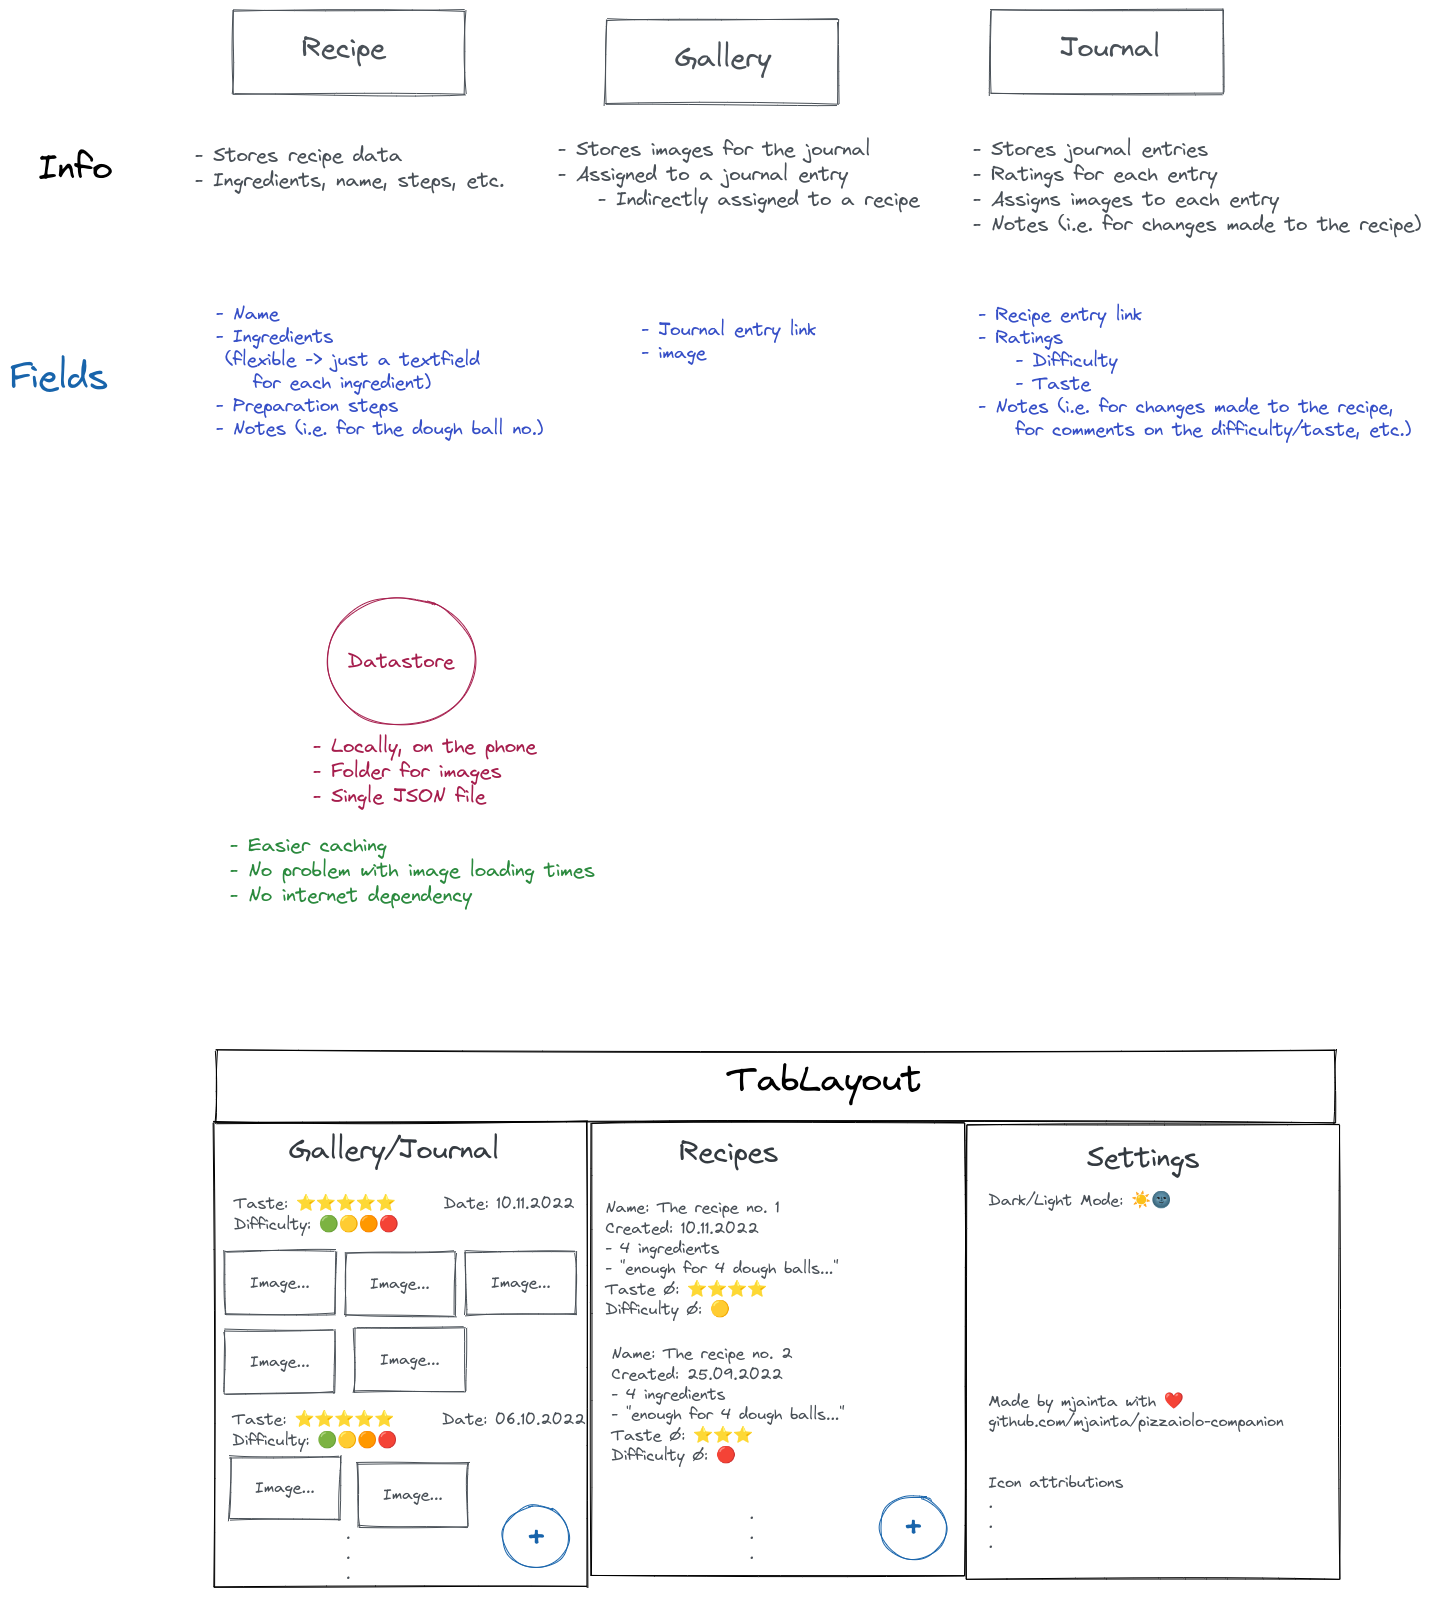 Recipe
Gallery
Journal
Info
- Stores recipe data
- Ingredients, name, steps, etc.
- Stores images for the journal
- Assigned to a journal entry
- Indirectly assigned to a recipe
- Stores journal entries
- Ratings for each entry
- Assigns images to each entry
- Notes (i.e. for changes made to the recipe)
Fields
- Name
- Ingredients
(flexible -> just a textfield
for each ingredient)
- Preparation steps
- Notes (i.e. for the dough ball no.)
- Journal entry link
- image
- Recipe entry link
- Ratings
- Difficulty
- Taste
- Notes (i.e. for changes made to the recipe,
for comments on the difficulty/taste, etc.)
Datastore
- Locally, on the phone
- Folder for images
- Single JSON file
- Easier caching
- No problem with image loading times
- No internet dependency
TabLayout
Gallery/Journal
Taste: ⭐⭐⭐⭐⭐ Date: 10.11.2022
Difficulty: 🟢🟡🟠🔴
Image...
Image...
Image...
Image...
Image...
Taste: ⭐⭐⭐⭐⭐ Date: 06.10.2022
Difficulty: 🟢🟡🟠🔴
Image...
Image...
.
.
.
+
Recipes
Name: The recipe no. 1
Created: 10.11.2022
- 4 ingredients
- "enough for 4 dough balls..."
Taste ø: ⭐⭐⭐⭐
Difficulty ø: 🟡
Name: The recipe no. 2
Created: 25.09.2022
- 4 ingredients
- "enough for 4 dough balls..."
Taste ø: ⭐⭐⭐
Difficulty ø: 🔴
.
.
.
+
Settings
Dark/Light Mode: ☀️🌚
Made by mjainta with ❤️
github.com/mjainta/pizzaiolo-companion
Icon attributions
.
.
.